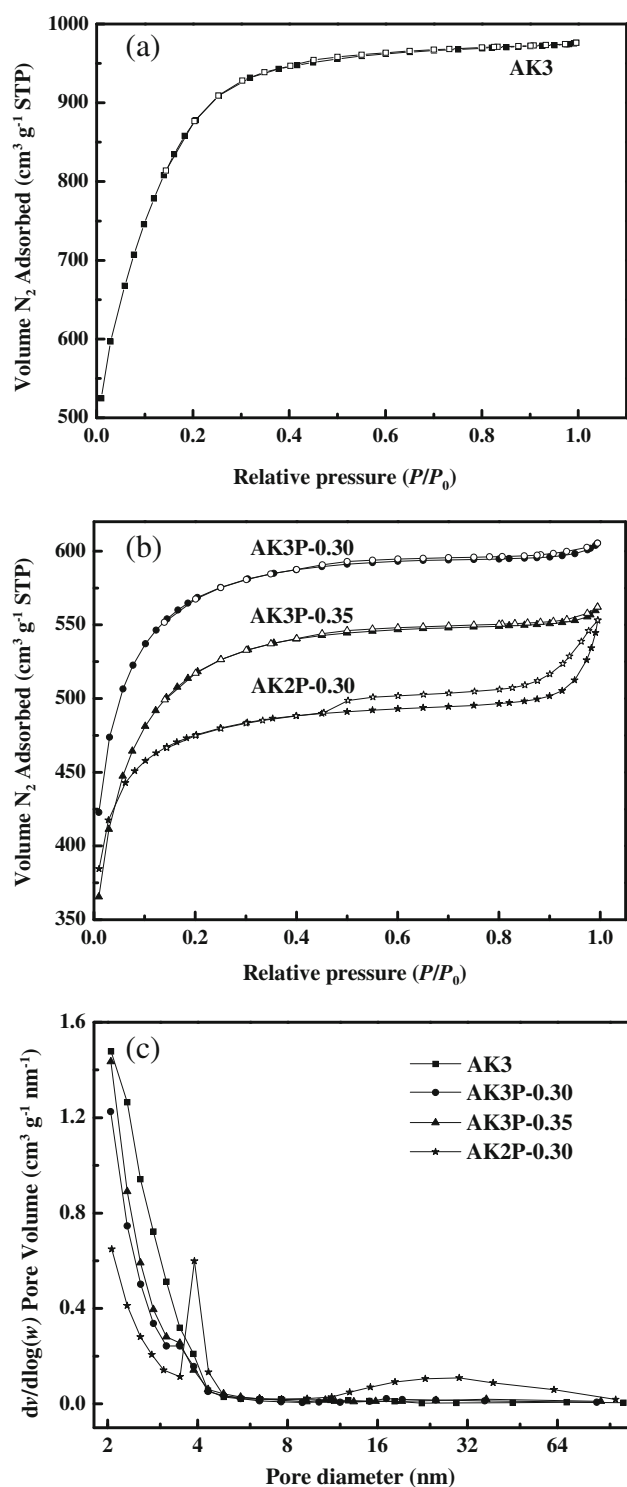 (a)
1000
900
800
700
600
500
0.0 0.2 0.4 0.6 0.8 1.0
Volume N₂ Adsorbed (cm³ g⁻¹ STP)
Relative pressure (P/P₀)
AK3
(b)
600
550
500
450
400
350
0.0 0.2 0.4 0.6 0.8 1.0
Volume N₂ Adsorbed (cm³ g⁻¹ STP)
Relative pressure (P/P₀)
AK3P-0.30
AK3P-0.35
AK2P-0.30
(c)
1.6
1.2
0.8
0.4
0.0
2 4 8 16 32 64
dv/dlog(w) Pore Volume (cm³ g⁻¹ nm⁻¹)
Pore diameter (nm)
AK3
AK3P-0.30
AK3P-0.35
AK2P-0.30